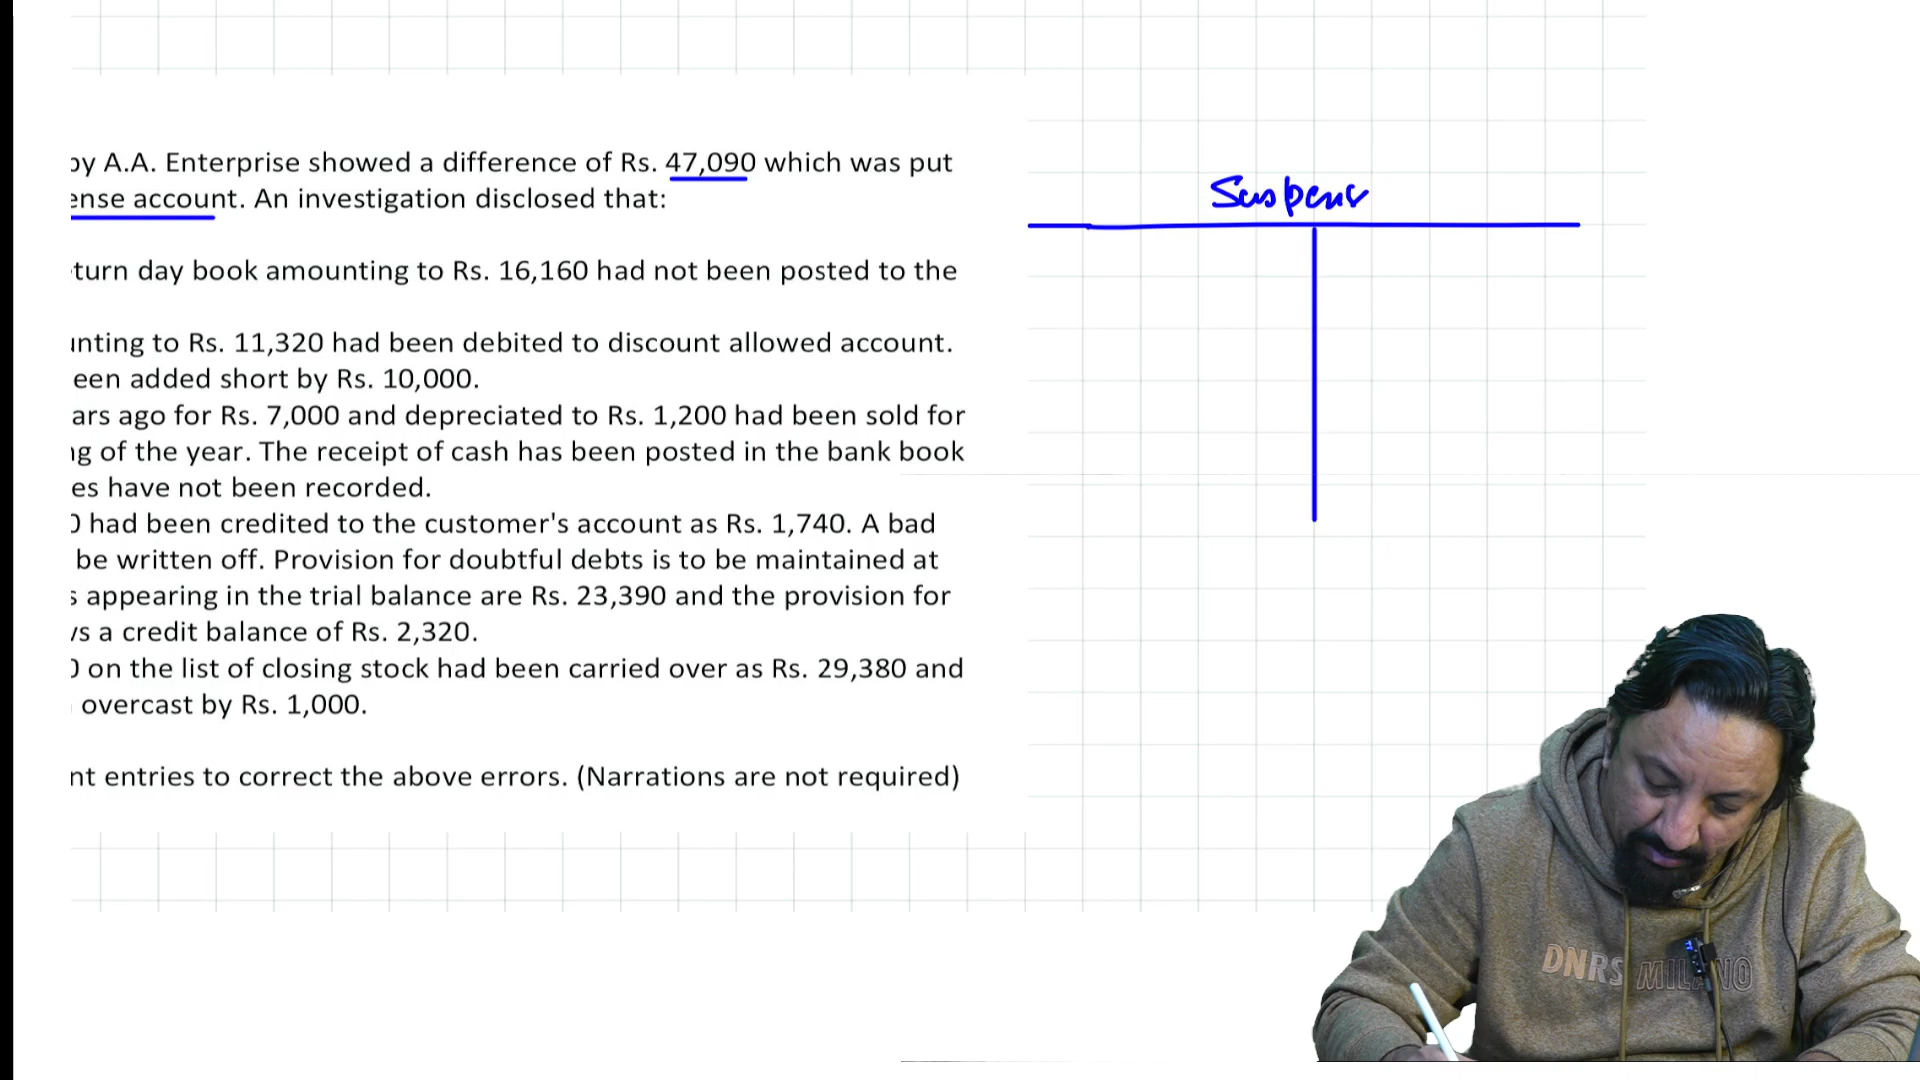 by A.A. Enterprise showed a difference of Rs. 47,090 which was put
ense account. An investigation disclosed that:
turn day book amounting to Rs. 16,160 had not been posted to the
unting to Rs. 11,320 had been debited to discount allowed account.
een added short by Rs. 10,000.
ars ago for Rs. 7,000 and depreciated to Rs. 1,200 had been sold for
ng of the year. The receipt of cash has been posted in the bank book
es have not been recorded.
0 had been credited to the customer's account as Rs. 1,740. A bad
be written off. Provision for doubtful debts is to be maintained at
s appearing in the trial balance are Rs. 23,390 and the provision for
ws a credit balance of Rs. 2,320.
0 on the list of closing stock had been carried over as Rs. 29,380 and
overcast by Rs. 1,000.
nt entries to correct the above errors. (Narrations are not required)
Suspense
DNRS MILANO